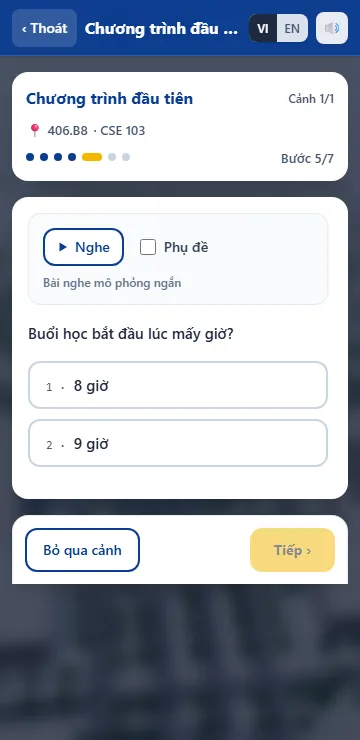 ‹ Thoát Chương trình đầu ... VI EN
Chương trình đầu tiên Cảnh 1/1
406.B8 · CSE 103
Bước 5/7
Nghe Phụ đề
Bài nghe mô phỏng ngắn
Buổi học bắt đầu lúc mấy giờ?
1 · 8 giờ
2 · 9 giờ
Bỏ qua cảnh Tiếp ›